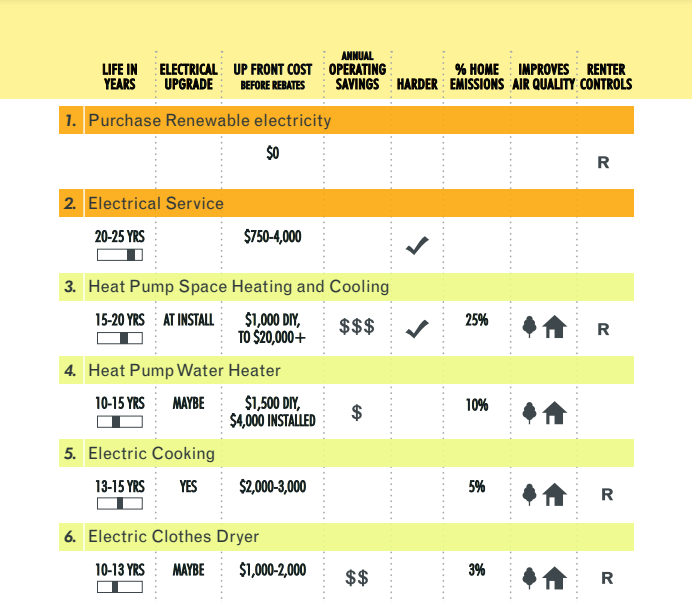 LIFE IN YEARS ELECTRICAL UPGRADE UP FRONT COST BEFORE REBATES ANNUAL OPERATING SAVINGS HARDER % HOME EMISSIONS IMPROVES AIR QUALITY RENTER CONTROLS
1. Purchase Renewable electricity
$0 R
2. Electrical Service
20-25 YRS $750-4,000
3. Heat Pump Space Heating and Cooling
15-20 YRS AT INSTALL $1,000 DIY, $$$ 25% R
TO $20,000+
4. Heat Pump Water Heater
10-15 YRS MAYBE $1,500 DIY, $ 10%
$4,000 INSTALLED
5. Electric Cooking
13-15 YRS YES $2,000-3,000 5% R
6. Electric Clothes Dryer
10-13 YRS MAYBE $1,000-2,000 $$ 3% R